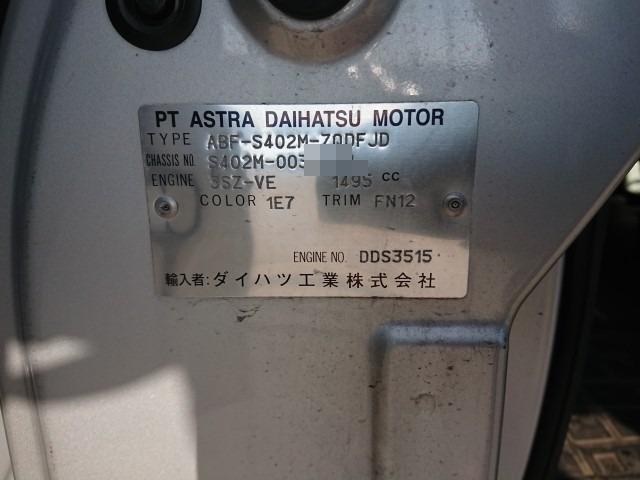 PT ASTRA DAIHATSU MOTOR
TYPE ABF-S402M-ZQDFJD
CHASSIS NO. S402M-003
ENGINE 3SZ-VE 1495 CC
COLOR 1E7 TRIM FN12
ENGINE NO. DDS3515
輸入者:ダイハツ工業株式会社